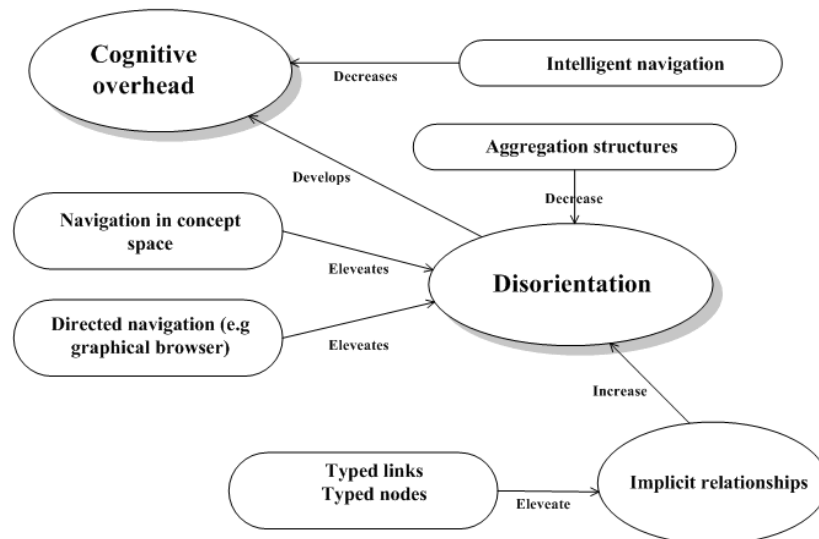 Cognitive
overhead
Intelligent navigation
Decreases
Aggregation structures
Develops
Decrease
Navigation in concept
space
Eleveates
Disorientation
Directed navigation (e.g
graphical browser)
Eleveates
Increase
Typed links
Typed nodes
Implicit relationships
Eleveate